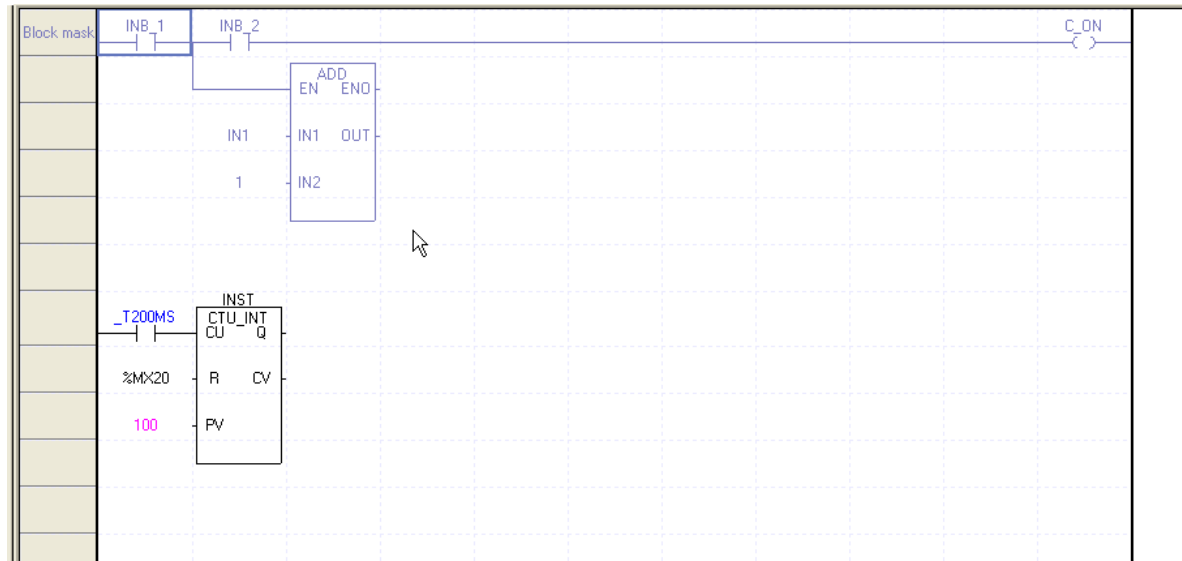 Block mask INB_1 INB_2 C_ON
ADD
EN ENO
IN1 IN1 OUT
1 IN2
INST
_T200MS CTU_INT
CU Q
%MX20 R CV
100 PV